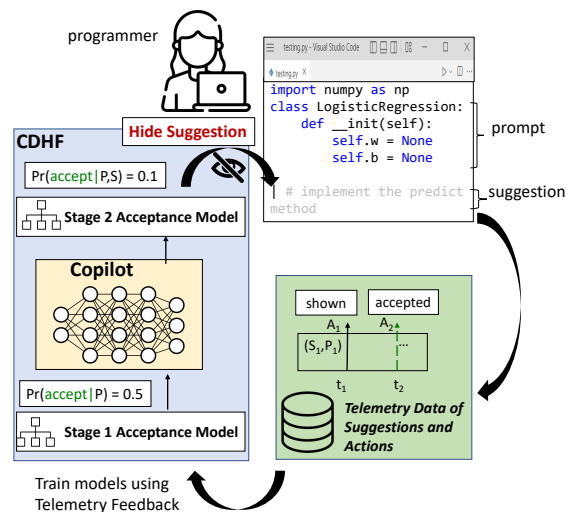 programmer
testing.py - Visual Studio Code
testing.py X
import numpy as np
class LogisticRegression:
def __init(self):
self.w = None
self.b = None
# implement the predict
method
prompt
suggestion
CDHF
Hide Suggestion
Pr(accept|P,S) = 0.1
Stage 2 Acceptance Model
Copilot
Pr(accept|P) = 0.5
Stage 1 Acceptance Model
shown
accepted
A1
A2
(S1,P1)
...
t1
t2
Telemetry Data of
Suggestions and
Actions
Train models using
Telemetry Feedback